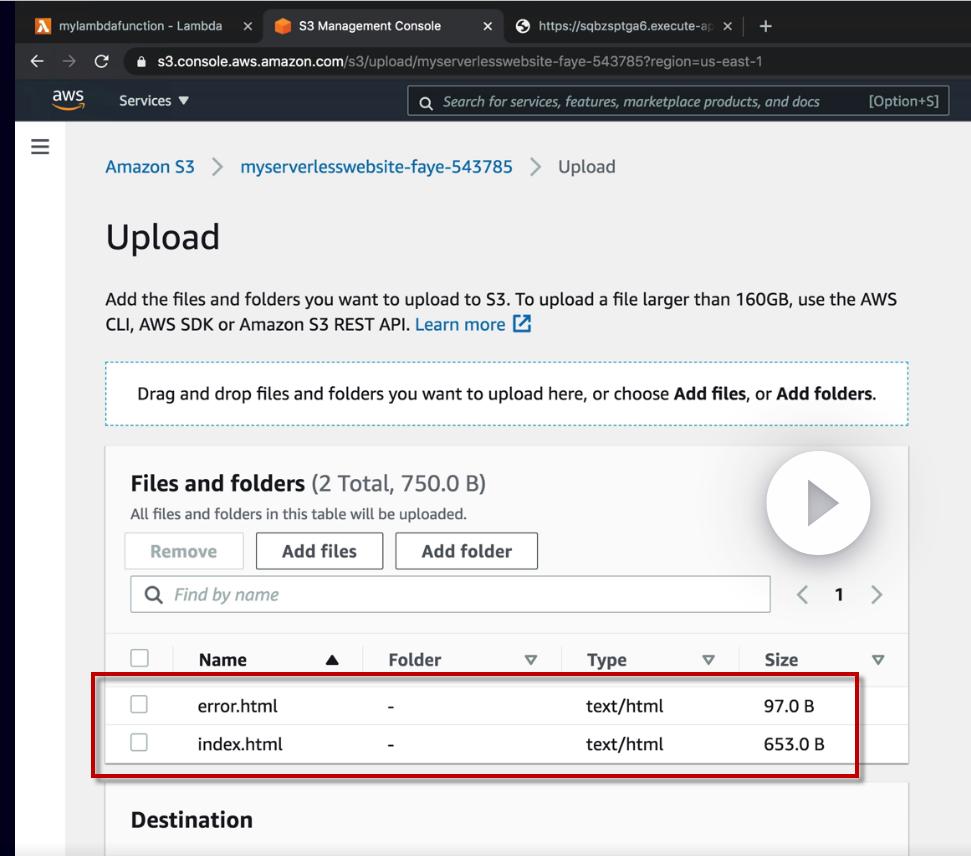 mylambdafunction - Lambda
S3 Management Console
https://sqbzsptga6.execute-ap
s3.console.aws.amazon.com/s3/upload/myserverlesswebsite-faye-543785?region=us-east-1
aws
Services
Search for services, features, marketplace products, and docs
[Option+S]
Amazon S3 > myserverlesswebsite-faye-543785 > Upload
Upload
Add the files and folders you want to upload to S3. To upload a file larger than 160GB, use the AWS
CLI, AWS SDK or Amazon S3 REST API. Learn more
Drag and drop files and folders you want to upload here, or choose Add files, or Add folders.
Files and folders (2 Total, 750.0 B)
All files and folders in this table will be uploaded.
Remove Add files Add folder
Find by name
1
Name Folder Type Size
error.html - text/html 97.0 B
index.html - text/html 653.0 B
Destination